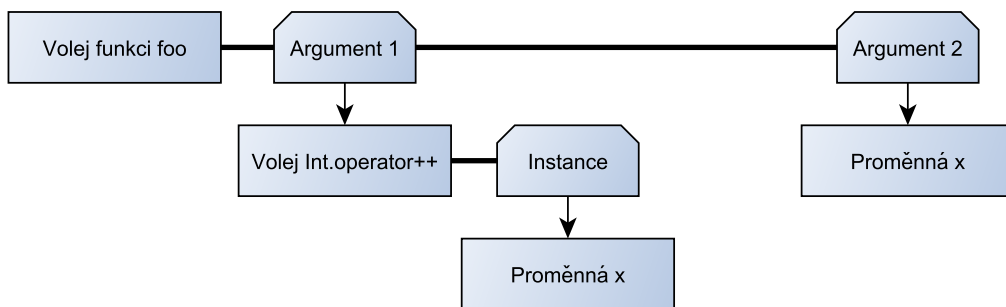 Volej funkci foo
Argument 1
Argument 2
Volej Int.operator++
Instance
Proměnná x
Proměnná x